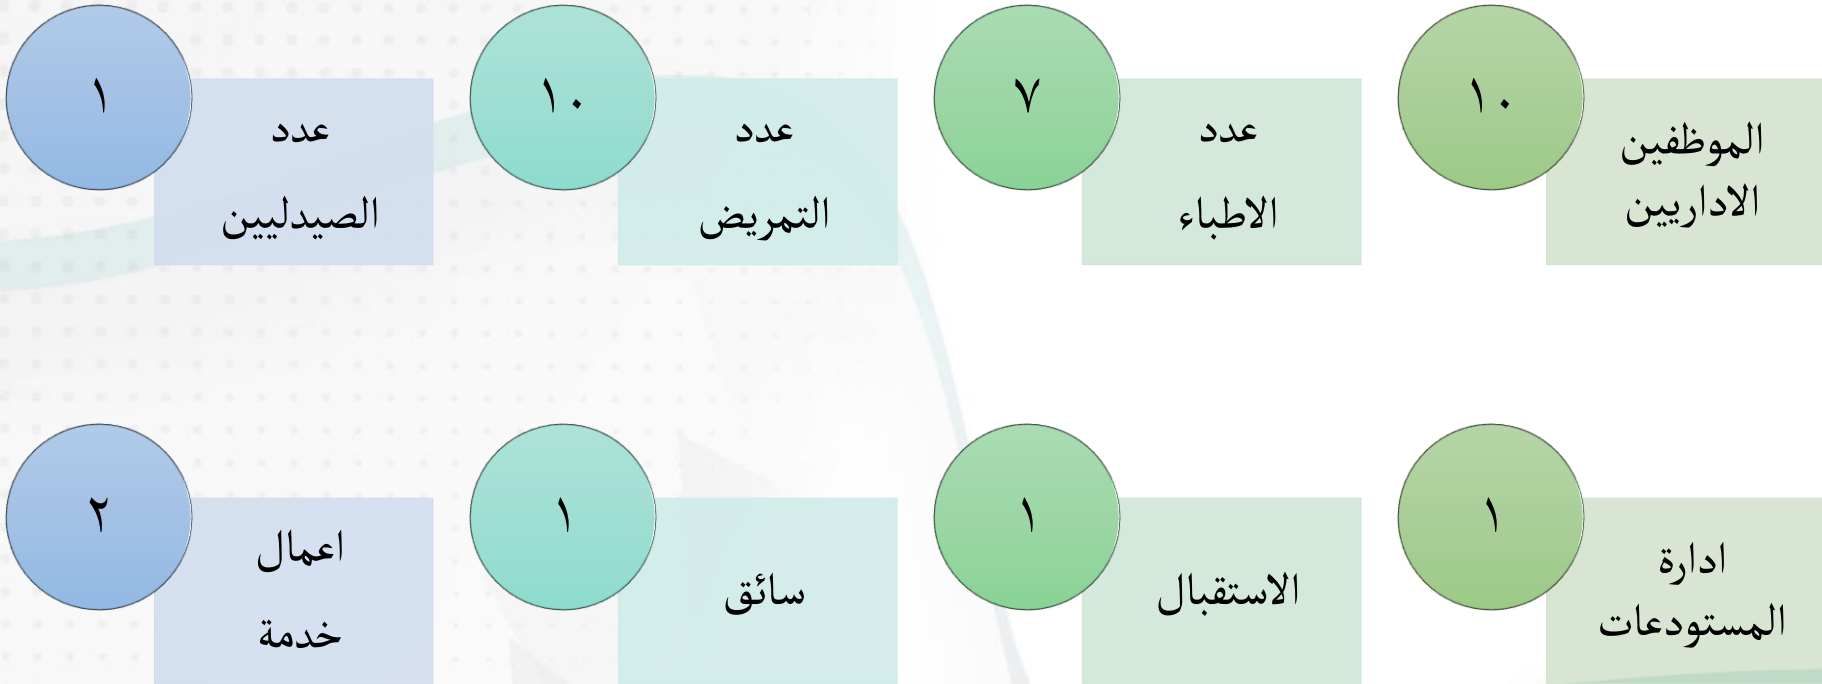 ١٠
الموظفين
الاداريين
٧
عدد
الاطباء
١٠
عدد
التمريض
١
عدد
الصيدليين
١
ادارة
المستودعات
١
الاستقبال
١
سائق
٢
اعمال
خدمة